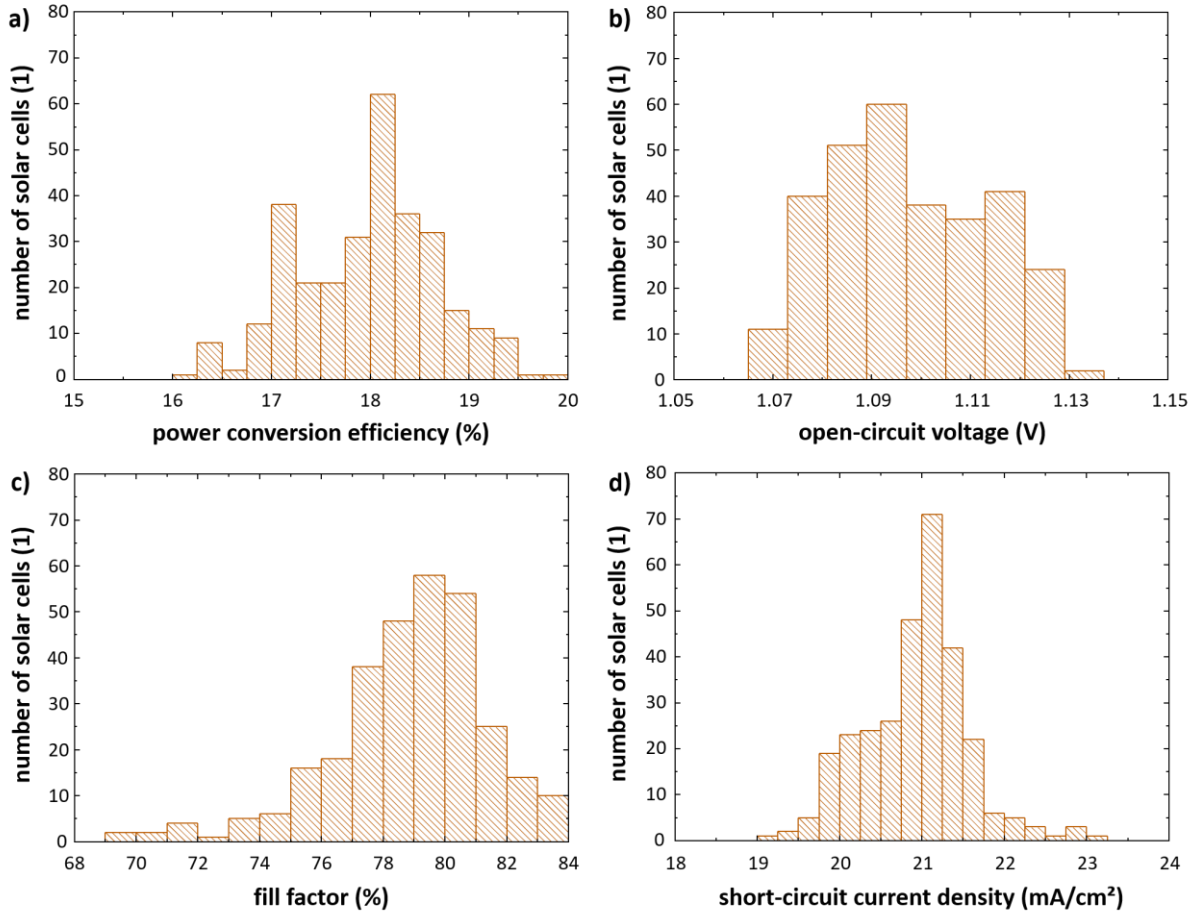 a)
80
70
60
50
40
30
20
10
0
15 16 17 18 19 20
number of solar cells (1)
power conversion efficiency (%)
b)
80
70
60
50
40
30
20
10
0
1.05 1.07 1.09 1.11 1.13 1.15
number of solar cells (1)
open-circuit voltage (V)
c)
80
70
60
50
40
30
20
10
0
68 70 72 74 76 78 80 82 84
number of solar cells (1)
fill factor (%)
d)
80
70
60
50
40
30
20
10
0
18 19 20 21 22 23 24
number of solar cells (1)
short-circuit current density (mA/cm²)